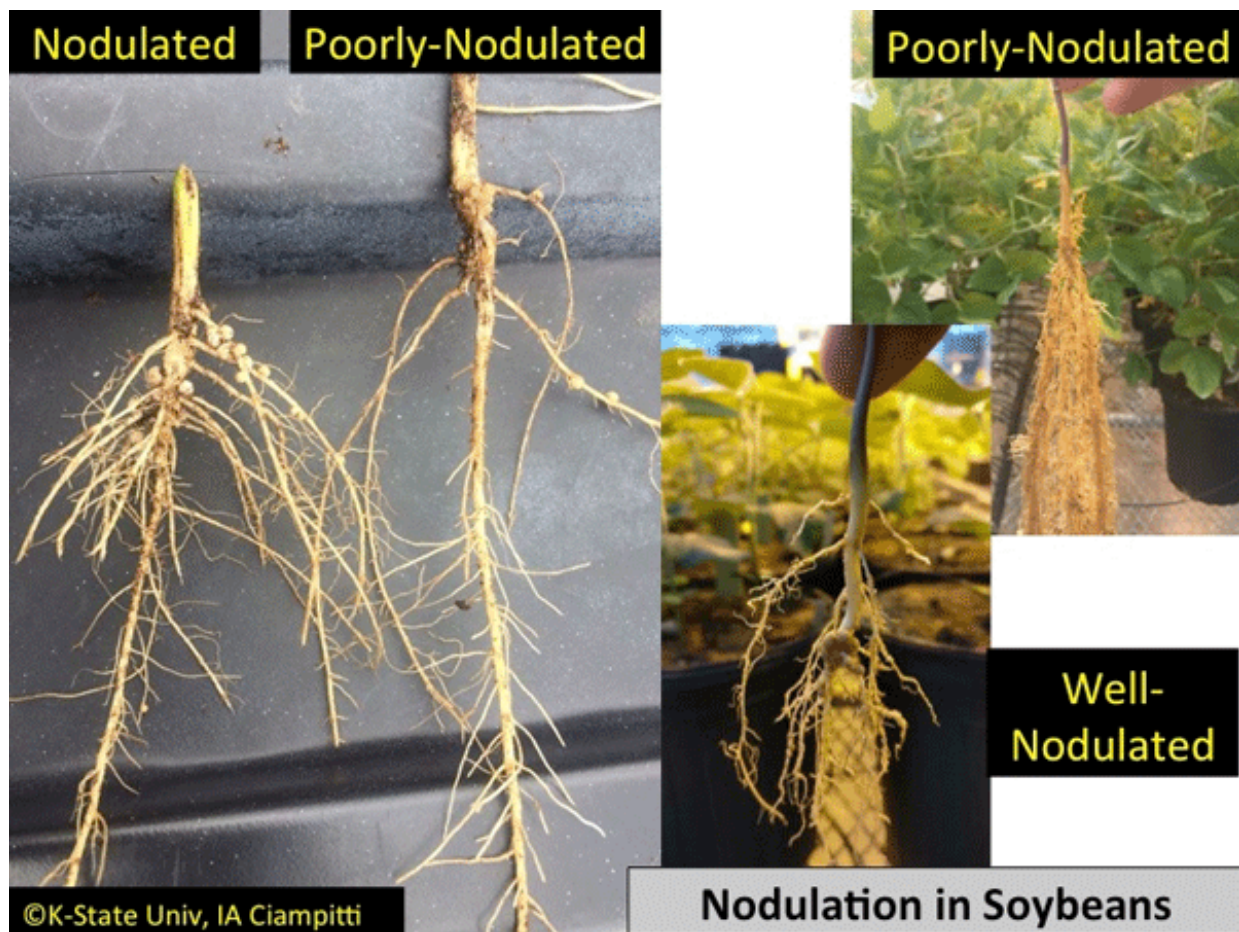 Nodulated
Poorly-Nodulated
Poorly-Nodulated
Well-
Nodulated
©K-State Univ, IA Ciampitti
Nodulation in Soybeans